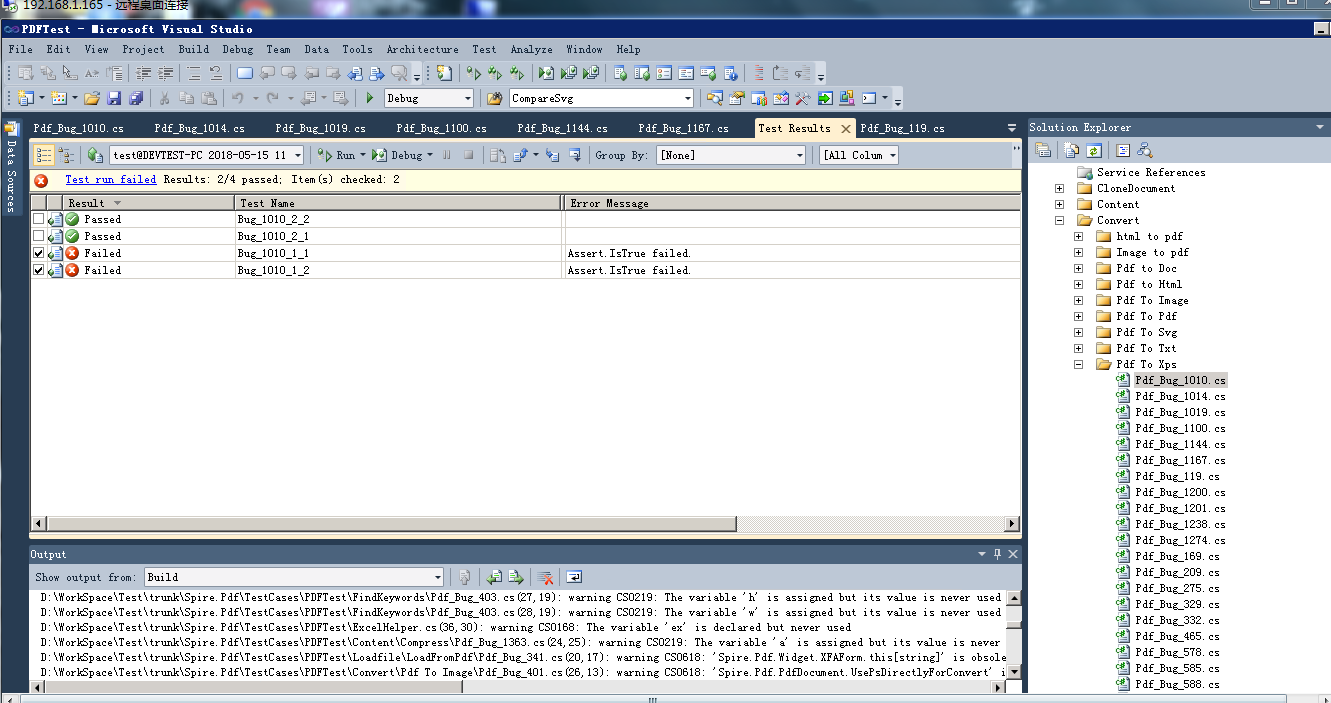 192.168.1.165 - 远程桌面连接
PDFTest - Microsoft Visual Studio
File Edit View Project Build Debug Team Data Tools Architecture Test Analyze Window Help
Debug CompareSvg
Pdf_Bug_1010.cs Pdf_Bug_1014.cs Pdf_Bug_1019.cs Pdf_Bug_1100.cs Pdf_Bug_1144.cs Pdf_Bug_1167.cs Test Results Pdf_Bug_119.cs
Data Sources
test@DEVTEST-PC 2018-05-15 11 Run Debug Group By: [None] [All Colum
Test run failed Results: 2/4 passed; Item(s) checked: 2
Result Test Name Error Message
Passed Bug_1010_2_2
Passed Bug_1010_2_1
Failed Bug_1010_1_1 Assert.IsTrue failed.
Failed Bug_1010_1_2 Assert.IsTrue failed.
Output
Show output from: Build
D:\WorkSpace\Test\trunk\Spire.Pdf\TestCases\PDFTest\FindKeywords\Pdf_Bug_403.cs(27,19): warning CS0219: The variable 'h' is assigned but its value is never used
D:\WorkSpace\Test\trunk\Spire.Pdf\TestCases\PDFTest\FindKeywords\Pdf_Bug_403.cs(28,19): warning CS0219: The variable 'w' is assigned but its value is never used
D:\WorkSpace\Test\trunk\Spire.Pdf\TestCases\PDFTest\ExcelHelper.cs(36,30): warning CS0168: The variable 'ex' is declared but never used
D:\WorkSpace\Test\trunk\Spire.Pdf\TestCases\PDFTest\Content\Compress\Pdf_Bug_1363.cs(24,25): warning CS0219: The variable 'a' is assigned but its value is never
D:\WorkSpace\Test\trunk\Spire.Pdf\TestCases\PDFTest\Loadfile\LoadFromPdf\Pdf_Bug_341.cs(20,17): warning CS0618: 'Spire.Pdf.Widget.XFAForm.this[string]' is obsole
D:\WorkSpace\Test\trunk\Spire.Pdf\TestCases\PDFTest\Convert\Pdf To Image\Pdf_Bug_401.cs(26,13): warning CS0618: 'Spire.Pdf.PdfDocument.UsePsDirectlyForConvert' i
Solution Explorer
Service References
CloneDocument
Content
Convert
html to pdf
Image to pdf
Pdf to Doc
Pdf to Html
Pdf To Image
Pdf To Pdf
Pdf To Svg
Pdf To Txt
Pdf To Xps
Pdf_Bug_1010.cs
Pdf_Bug_1014.cs
Pdf_Bug_1019.cs
Pdf_Bug_1100.cs
Pdf_Bug_1144.cs
Pdf_Bug_1167.cs
Pdf_Bug_119.cs
Pdf_Bug_1200.cs
Pdf_Bug_1201.cs
Pdf_Bug_1238.cs
Pdf_Bug_1274.cs
Pdf_Bug_169.cs
Pdf_Bug_209.cs
Pdf_Bug_275.cs
Pdf_Bug_329.cs
Pdf_Bug_332.cs
Pdf_Bug_465.cs
Pdf_Bug_578.cs
Pdf_Bug_585.cs
Pdf_Bug_588.cs